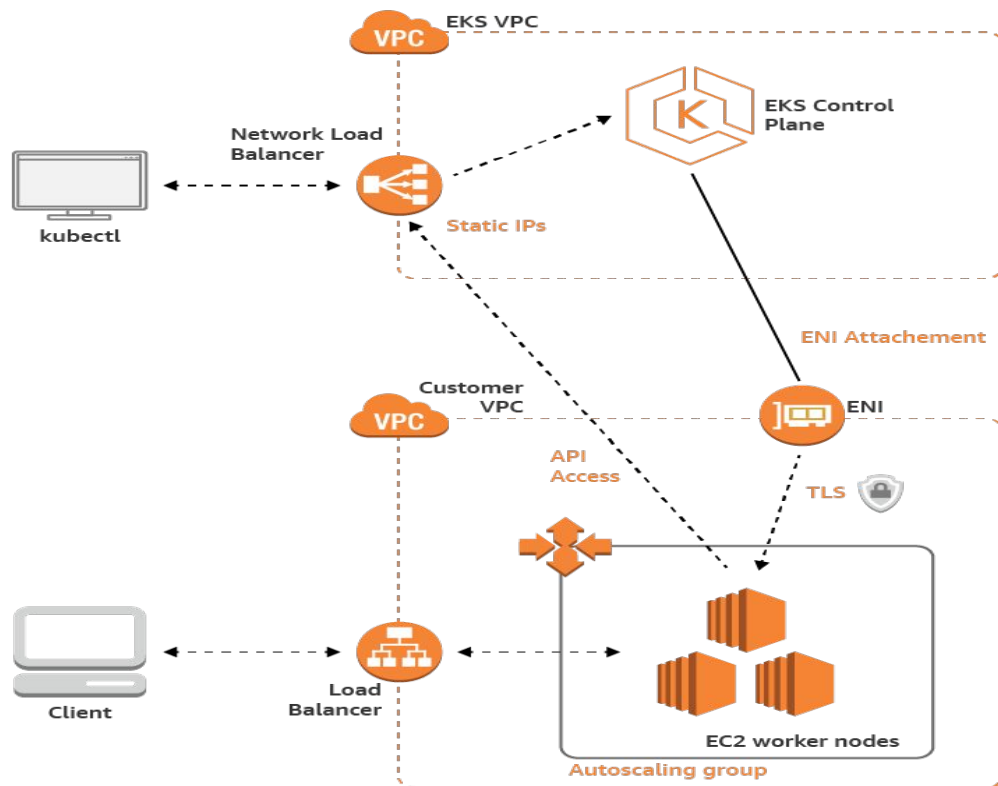 EKS VPC
VPC
EKS Control
Plane
K
Network Load
Balancer
kubectl
Static IPs
ENI Attachement
Customer
VPC
VPC
ENI
API
Access
TLS
Load
Balancer
Client
EC2 worker nodes
Autoscaling group